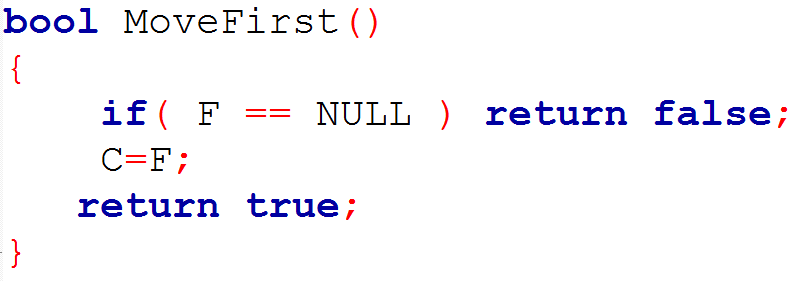 bool MoveFirst()
{
if( F == NULL ) return false;
C=F;
return true;
}